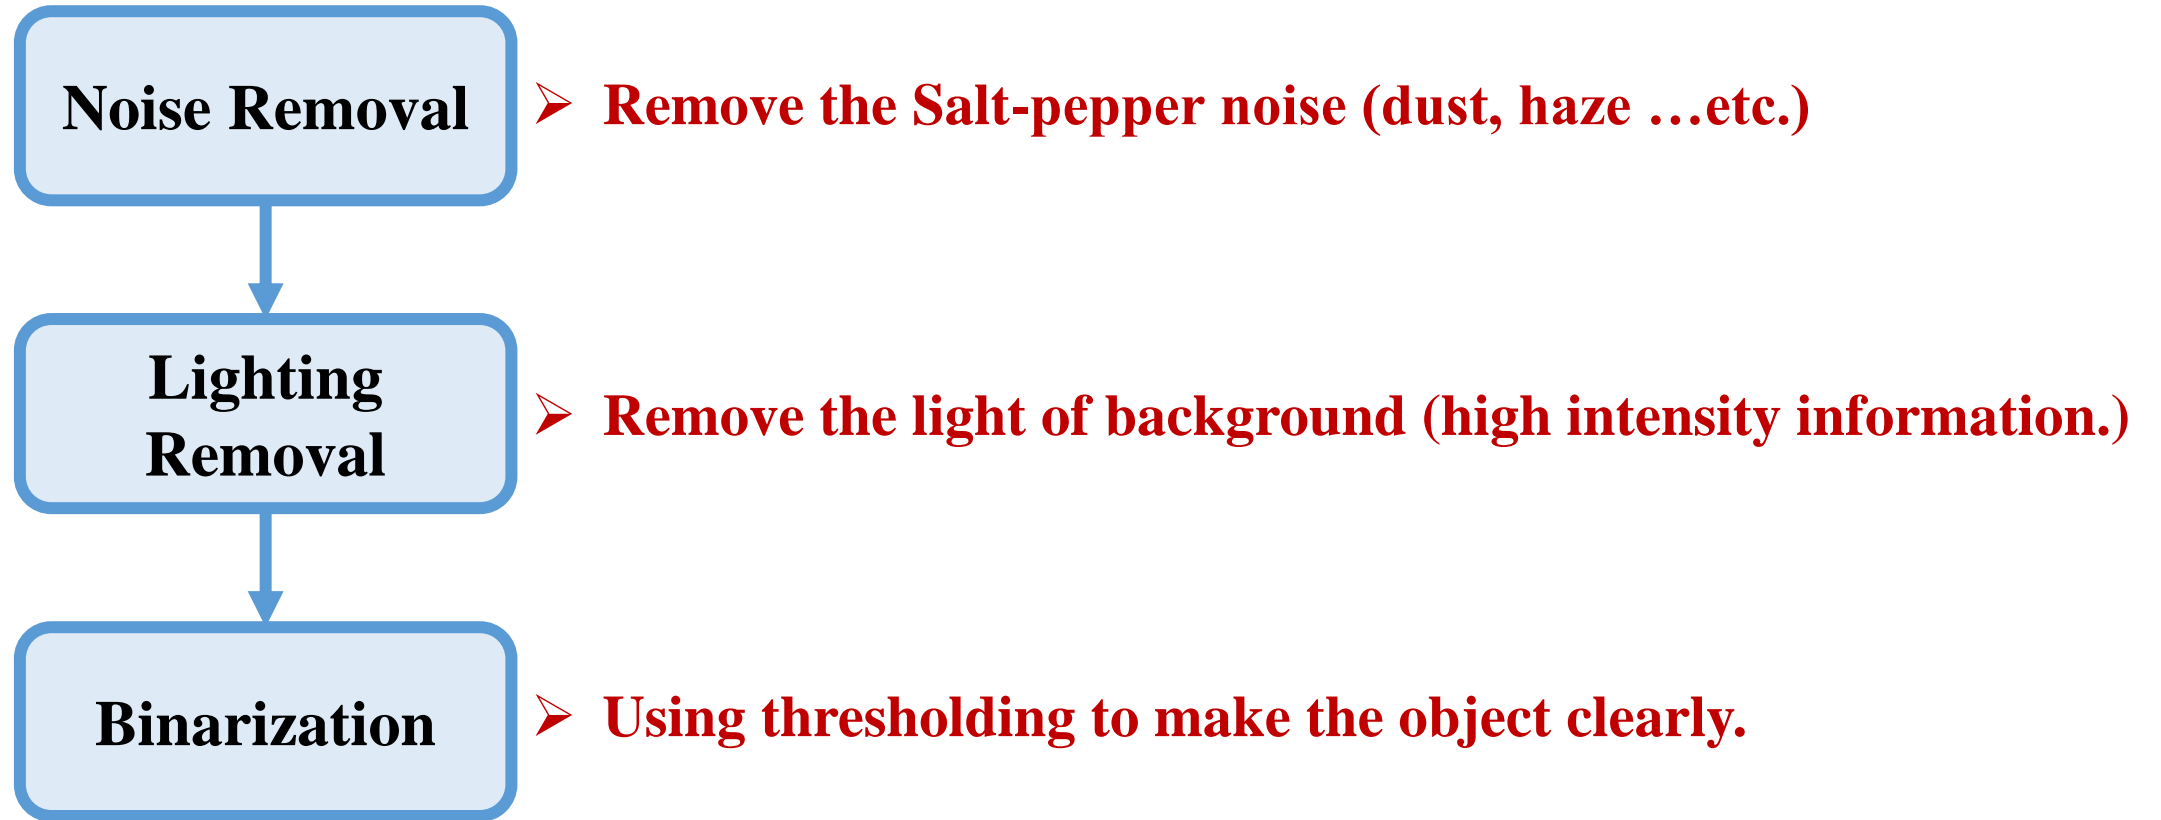 Noise Removal
➢ Remove the Salt-pepper noise (dust, haze …etc.)
Lighting
Removal
➢ Remove the light of background (high intensity information.)
Binarization
➢ Using thresholding to make the object clearly.